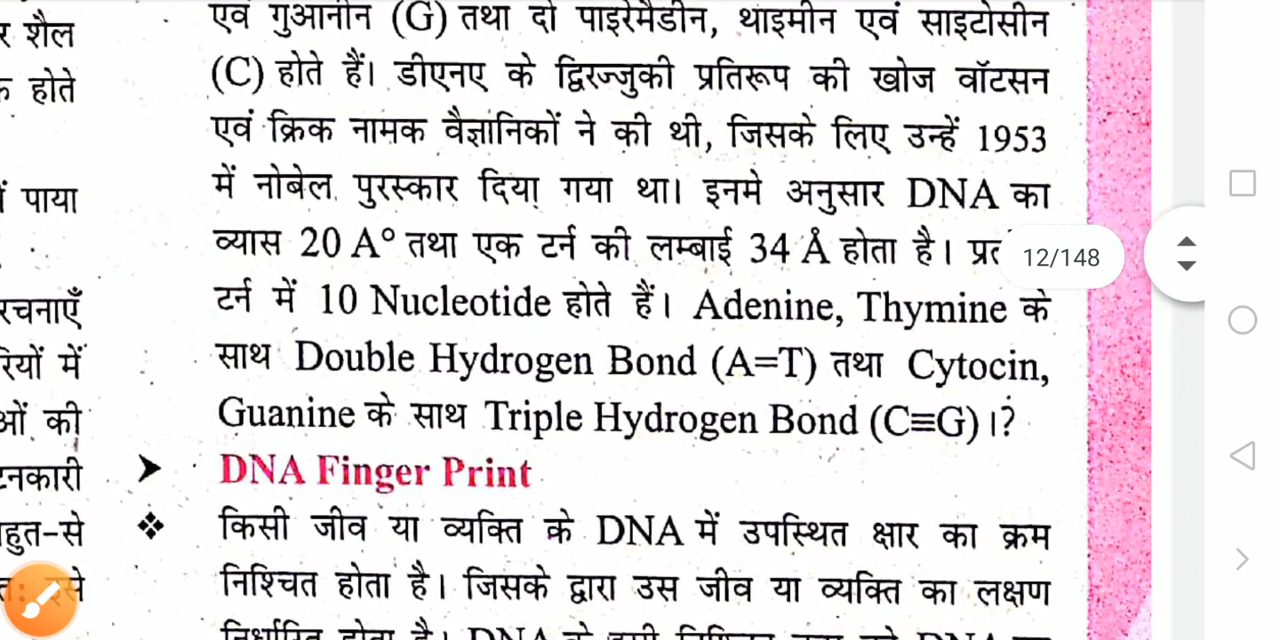 र शैल
क होते
पाया
रचनाएँ
रियों में
ओं की
टनकारी
हुत-से
एवं गुआनीन (G) तथा दो पाइरेमैडीन, थाइमीन एवं साइटोसीन
(C) होते हैं। डीएनए के द्विरज्जुकी प्रतिरूप की खोज वॉटसन
एवं क्रिक नामक वैज्ञानिकों ने की थी, जिसके लिए उन्हें 1953
में नोबेल पुरस्कार दिया गया था। इनमे अनुसार DNA का
व्यास 20 A° तथा एक टर्न की लम्बाई 34 Å होता है। प्रत
टर्न में 10 Nucleotide होते हैं। Adenine, Thymine के
साथ Double Hydrogen Bond (A=T) तथा Cytocin,
Guanine के साथ Triple Hydrogen Bond (C≡G)।?
➤ DNA Finger Print
❖ किसी जीव या व्यक्ति के DNA में उपस्थित क्षार का क्रम
निश्चित होता है। जिसके द्वारा उस जीव या व्यक्ति का लक्षण
12/148